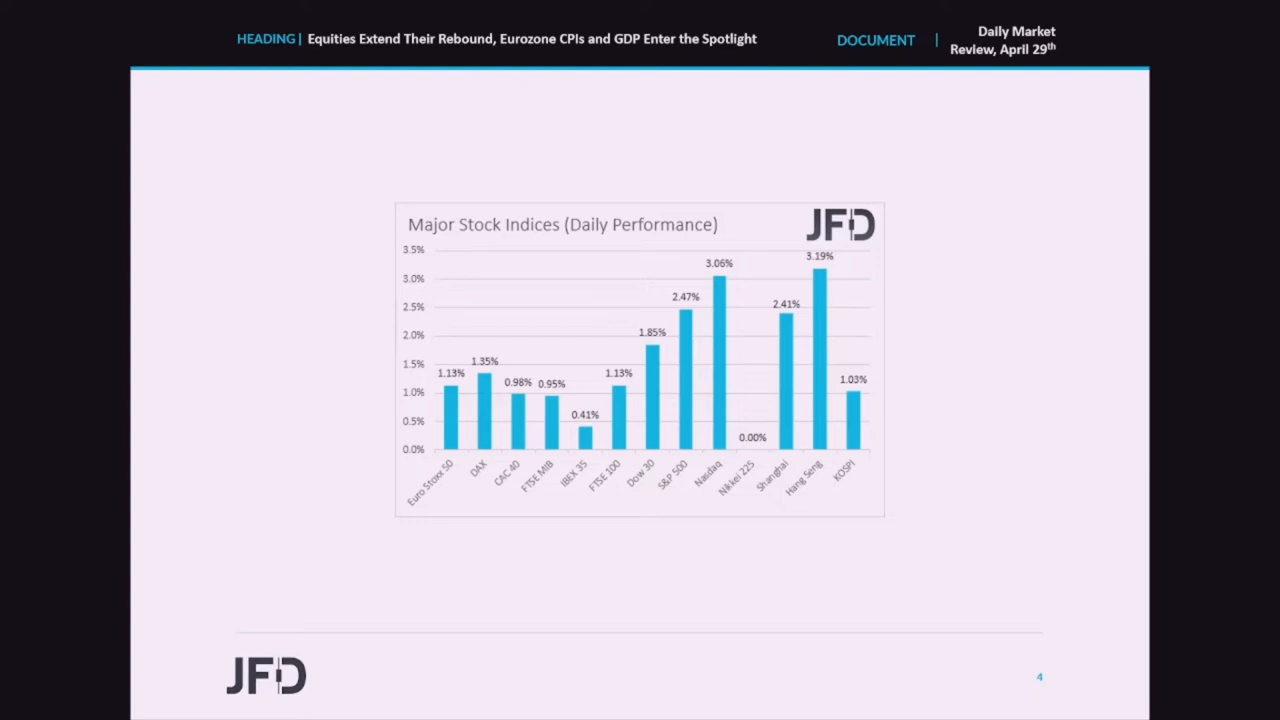 HEADING| Equities Extend Their Rebound, Eurozone CPIs and GDP Enter the Spotlight
DOCUMENT |
Daily Market
Review, April 29th
Major Stock Indices (Daily Performance)
JFD
3.5%
3.0%
2.5%
2.0%
1.5%
1.0%
0.5%
0.0%
1.13%
1.35%
0.98%
0.95%
0.41%
1.13%
1.85%
2.47%
3.06%
0.00%
2.41%
3.19%
1.03%
Euro Stoxx 50
DAX
CAC 40
FTSE MIB
IBEX 35
FTSE 100
Dow 30
S&P 500
Nasdaq
Nikkei 225
Shanghai
Hang Seng
KOSPI
JFD
4